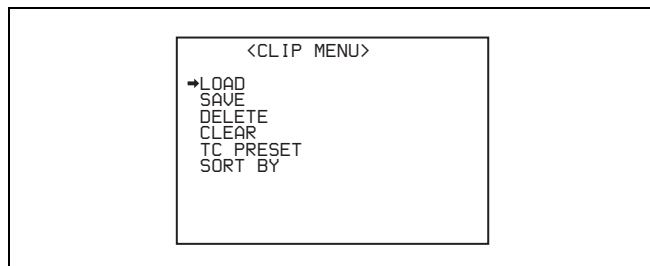 <CLIP MENU>
➡LOAD
SAVE
DELETE
CLEAR
TC PRESET
SORT BY